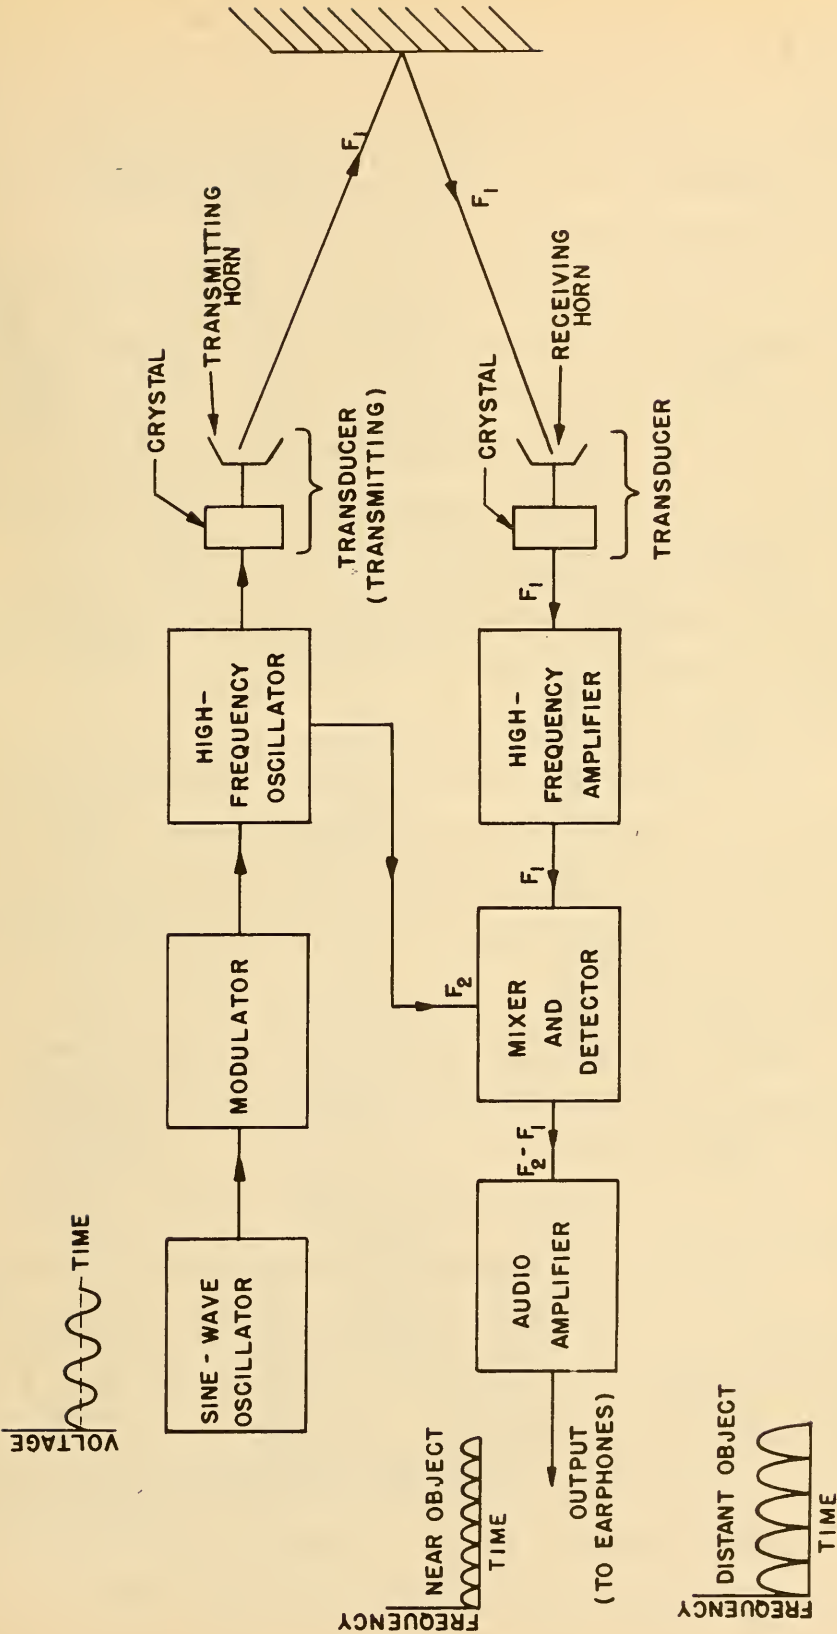 VOLTAGE
TIME
SINE-WAVE
OSCILLATOR
MODULATOR
HIGH-
FREQUENCY
OSCILLATOR
CRYSTAL
TRANSMITTING
HORN
TRANSDUCER
(TRANSMITTING)
F₁
F₁
RECEIVING
HORN
CRYSTAL
TRANSDUCER
F₁
HIGH-
FREQUENCY
AMPLIFIER
F₁
F₂
MIXER
AND
DETECTOR
F₂-F₁
AUDIO
AMPLIFIER
OUTPUT
(TO EARPHONES)
FREQUENCY
NEAR OBJECT
TIME
FREQUENCY
DISTANT OBJECT
TIME